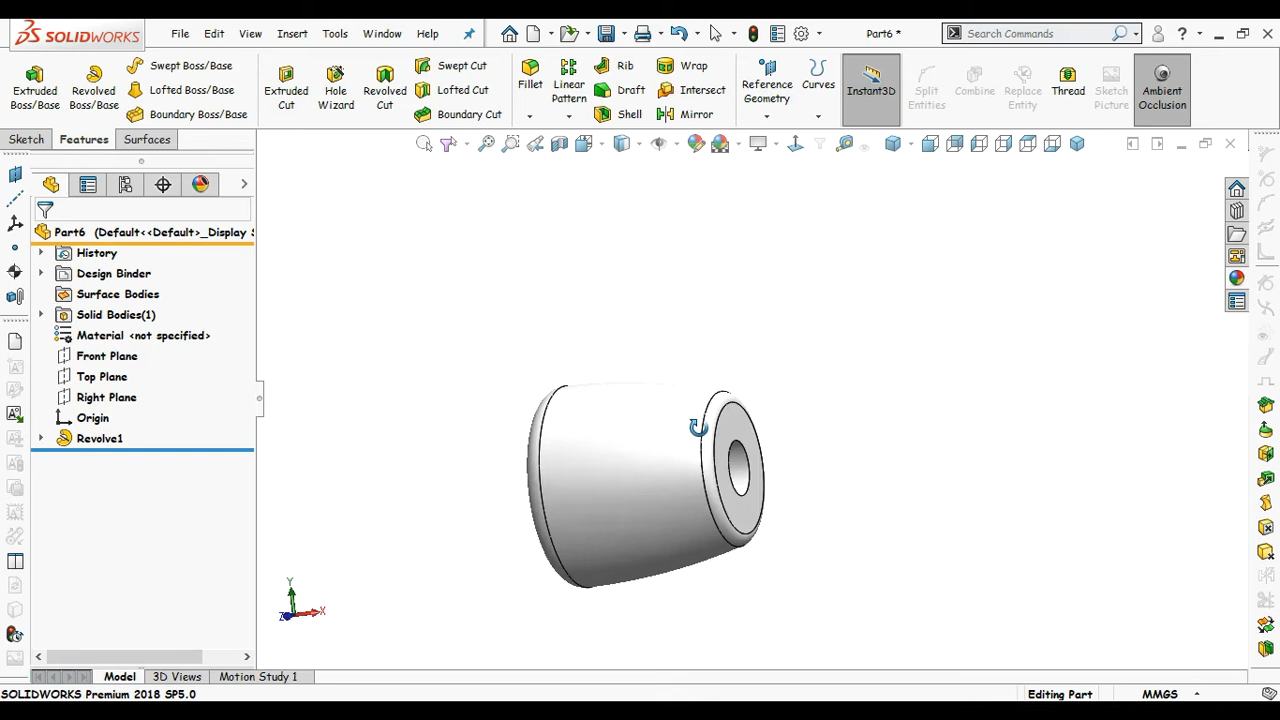 SOLIDWORKS File Edit View Insert Tools Window Help Part6 * Search Commands ?
Extruded Boss/Base
Revolved Boss/Base
Swept Boss/Base
Lofted Boss/Base
Boundary Boss/Base
Extruded Cut
Hole Wizard
Revolved Cut
Swept Cut
Lofted Cut
Boundary Cut
Fillet
Linear Pattern
Rib
Draft
Shell
Wrap
Intersect
Mirror
Reference Geometry
Curves
Instant3D
Split Entities
Combine
Replace Entity
Thread
Sketch Picture
Ambient Occlusion
Sketch Features Surfaces
Part6 (Default<<Default>_Display S
History
Design Binder
Surface Bodies
Solid Bodies(1)
Material <not specified>
Front Plane
Top Plane
Right Plane
Origin
Revolve1
Y
X
Z
Model 3D Views Motion Study 1
SOLIDWORKS Premium 2018 SP5.0 Editing Part MMGS